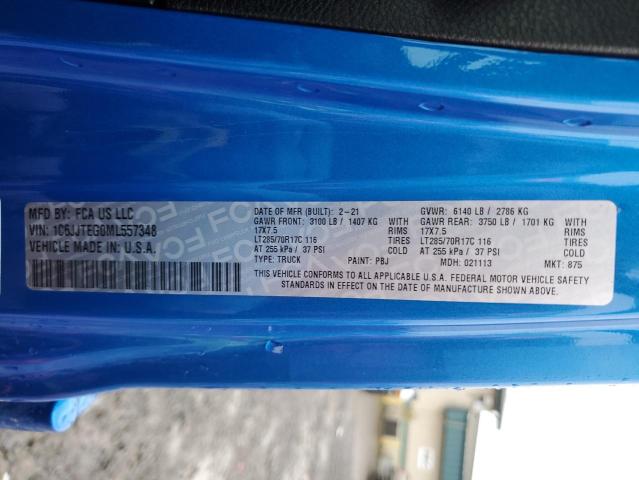 MFD BY: FCA US LLC
VIN: 1C6JJTEG0ML557348
VEHICLE MADE IN U.S.A.
DATE OF MFR (BUILT): 2-21 GVWR: 6140 LB / 2786 KG
GAWR FRONT: 3100 LB / 1407 KG WITH GAWR REAR: 3750 LB / 1701 KG WITH
17X7.5 RIMS 17X7.5 RIMS
LT285/70R17C 116 TIRES LT285/70R17C 116 TIRES
AT 255 kPa / 37 PSI COLD AT 255 kPa / 37 PSI COLD
TYPE: TRUCK PAINT: PBJ MDH: 021113 MKT: 875
THIS VEHICLE CONFORMS TO ALL APPLICABLE U.S.A. FEDERAL MOTOR VEHICLE SAFETY
STANDARDS IN EFFECT ON THE DATE OF MANUFACTURE SHOWN ABOVE.